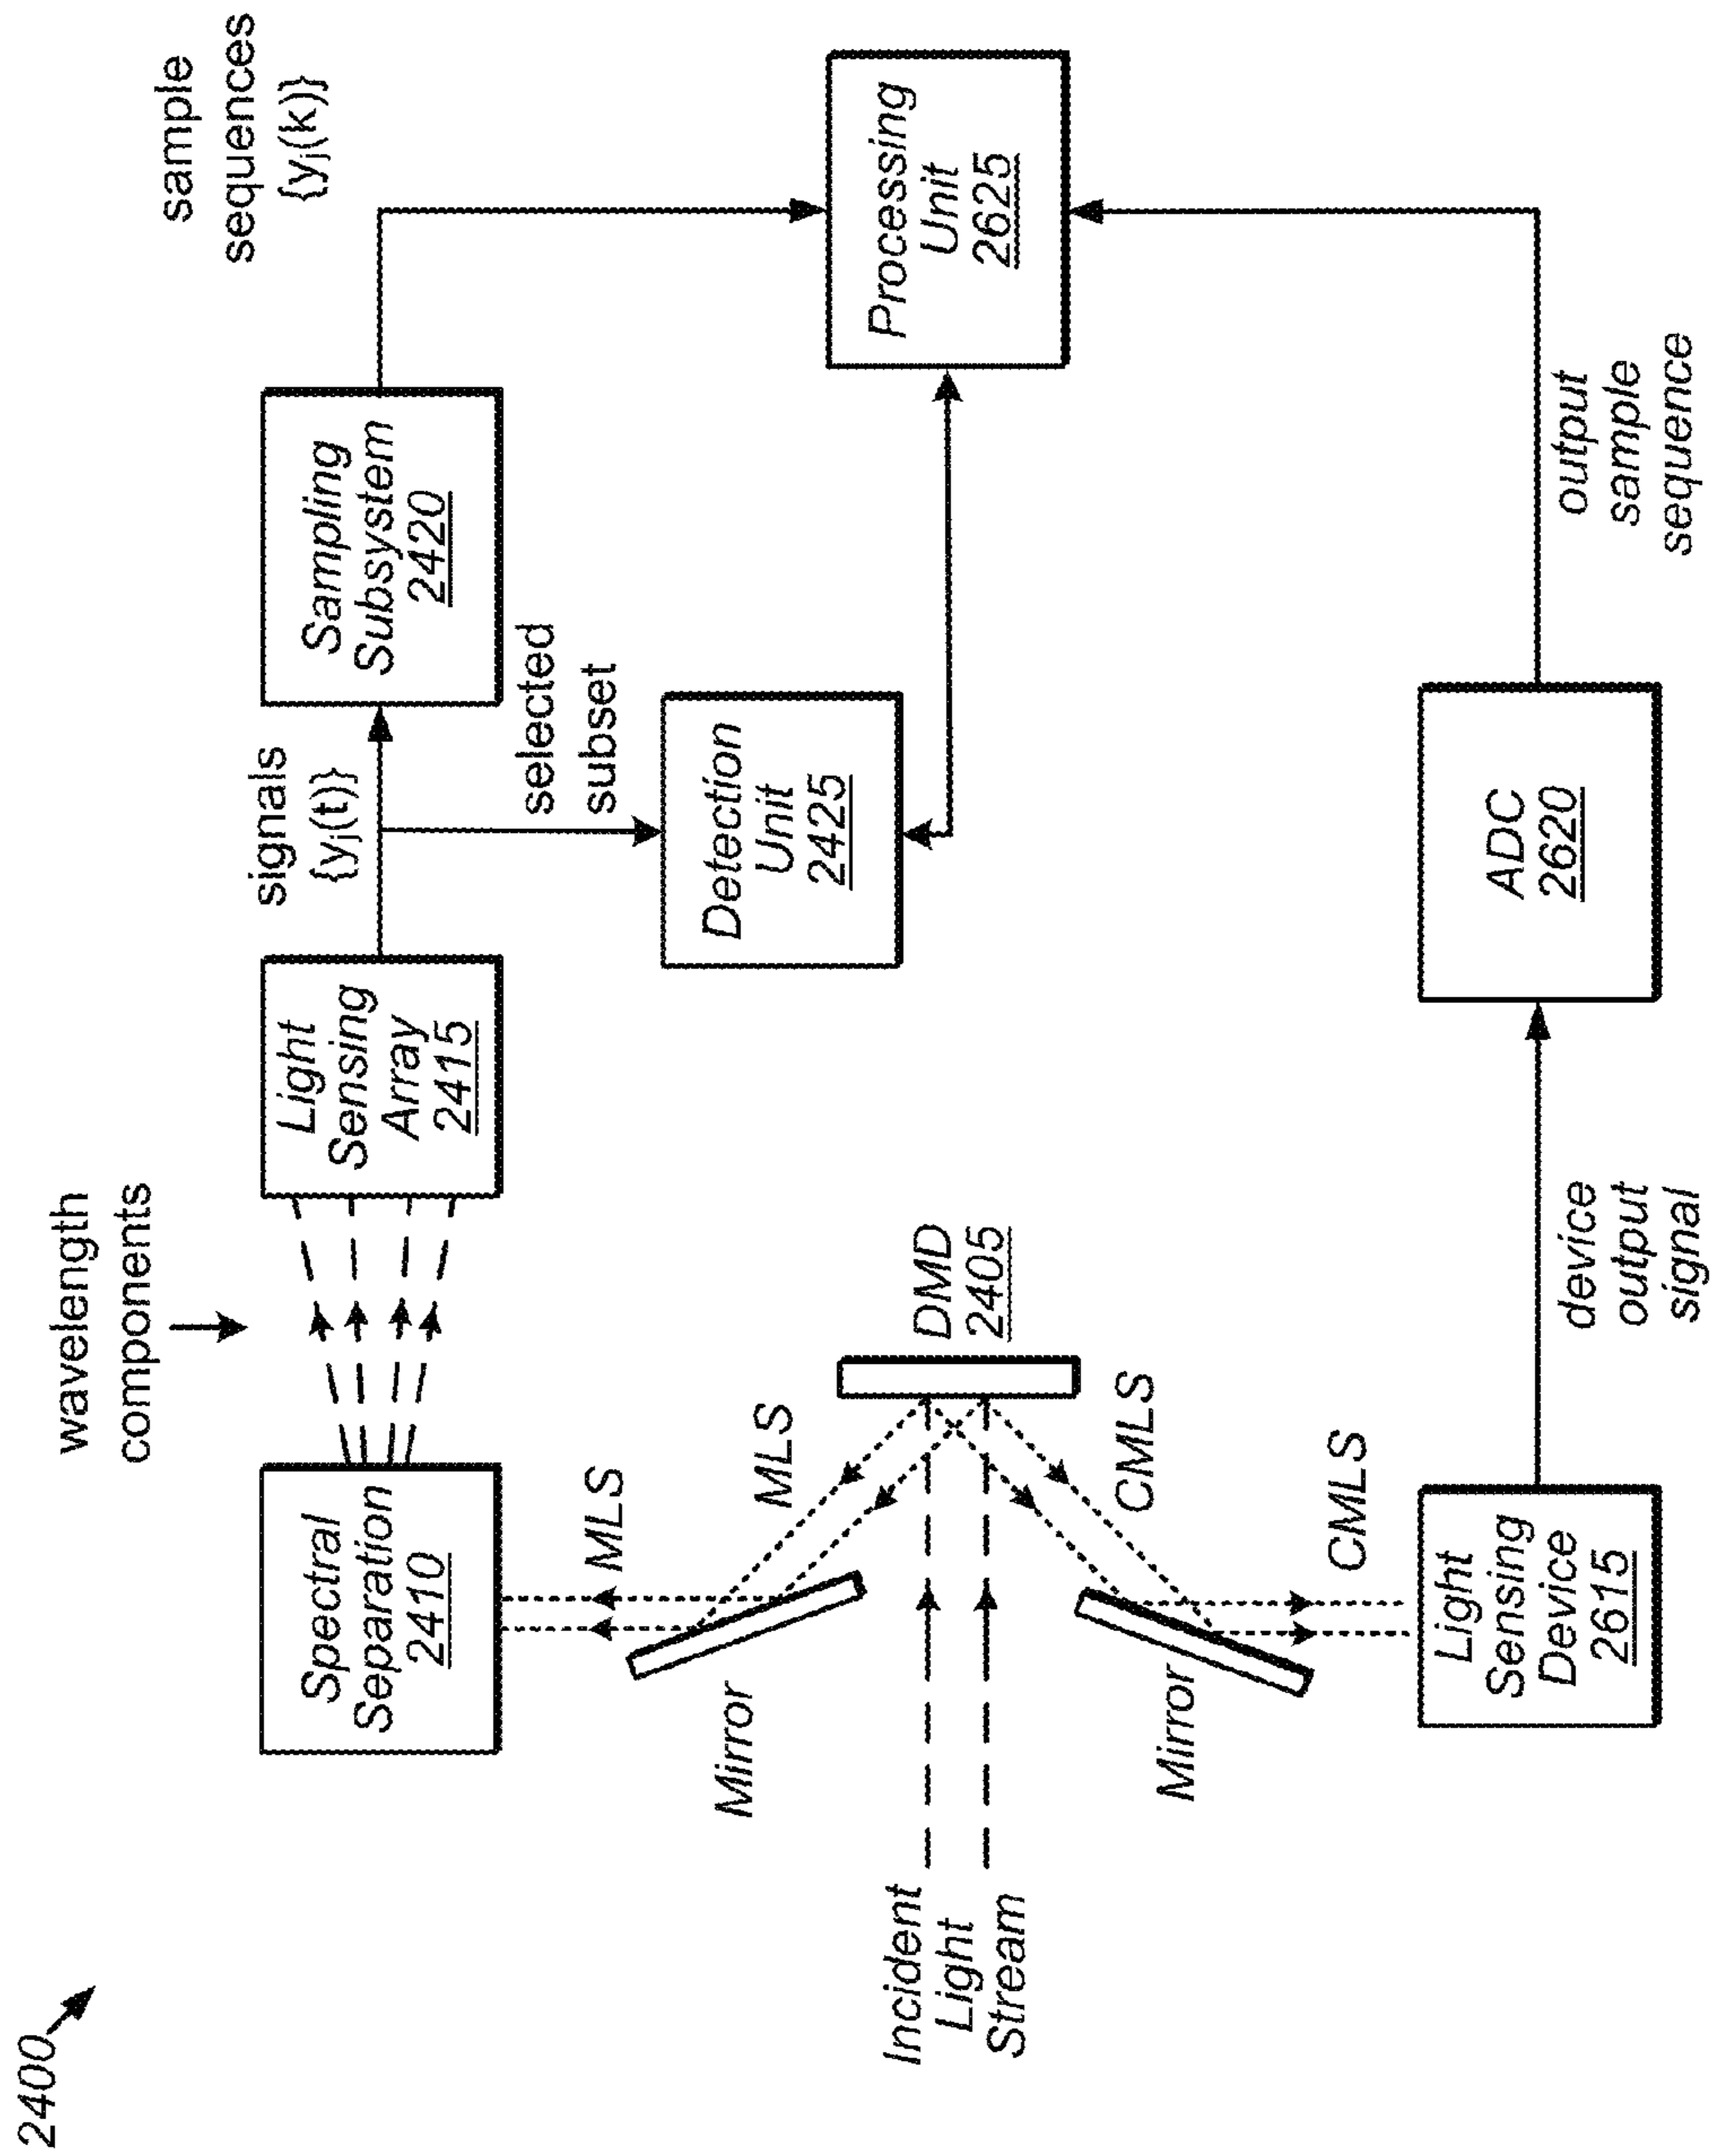 2400
wavelength
components
sample
sequences
{yj(k)}
signals
{yj(t)}
Spectral
Separation
2410
Light
Sensing
Array
2415
Sampling
Subsystem
2420
selected
subset
MLS
Mirror
MLS
Detection
Unit
2425
Processing
Unit
2625
Incident
Light
Stream
DMD
2405
CMLS
Mirror
CMLS
Light
Sensing
Device
2615
device
output
signal
ADC
2620
output
sample
sequence